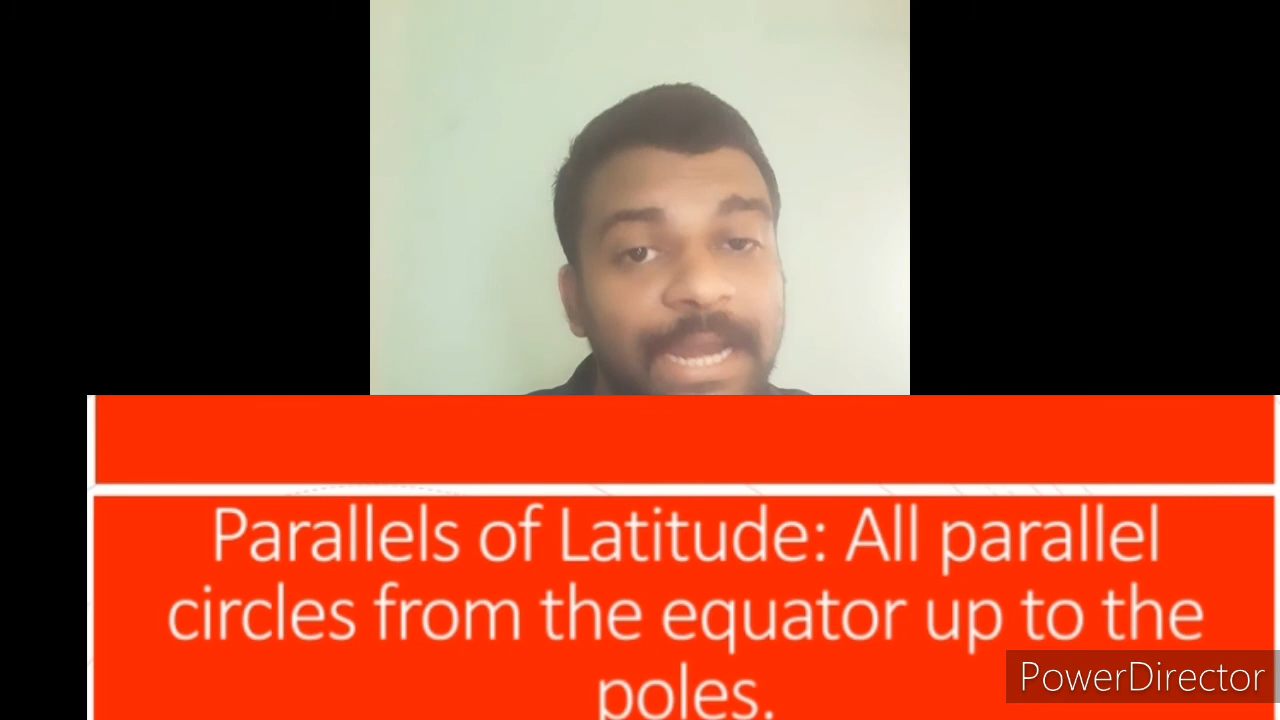 Parallels of Latitude: All parallel
circles from the equator up to the
poles.
PowerDirector